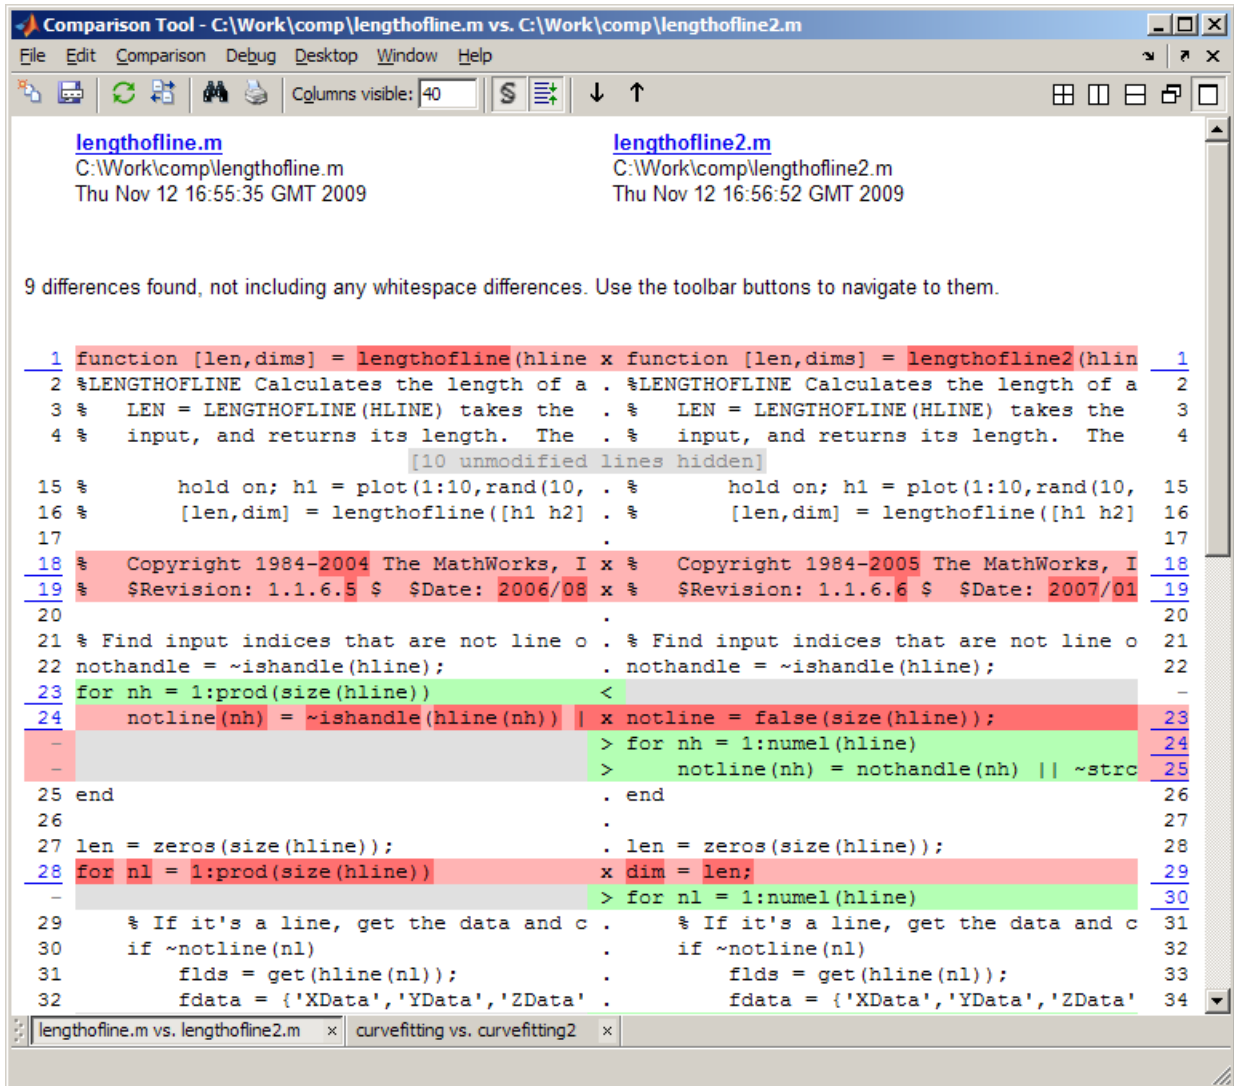 Comparison Tool - C:\Work\comp\lengthofline.m vs. C:\Work\comp\lengthofline2.m
File Edit Comparison Debug Desktop Window Help
Columns visible: 40
lengthofline.m lengthofline2.m
C:\Work\comp\lengthofline.m C:\Work\comp\lengthofline2.m
Thu Nov 12 16:55:35 GMT 2009 Thu Nov 12 16:56:52 GMT 2009
9 differences found, not including any whitespace differences. Use the toolbar buttons to navigate to them.
1 function [len,dims] = lengthofline(hline x function [len,dims] = lengthofline2(hlin 1
2 %LENGTHOFLINE Calculates the length of a . %LENGTHOFLINE Calculates the length of a 2
3 %   LEN = LENGTHOFLINE(HLINE) takes the . %   LEN = LENGTHOFLINE(HLINE) takes the 3
4 %   input, and returns its length.  The . %   input, and returns its length.  The 4
[10 unmodified lines hidden]
15 %       hold on; h1 = plot(1:10,rand(10, . %       hold on; h1 = plot(1:10,rand(10, 15
16 %       [len,dim] = lengthofline([h1 h2] . %       [len,dim] = lengthofline([h1 h2] 16
17 . 17
18 %   Copyright 1984-2004 The MathWorks, I x %   Copyright 1984-2005 The MathWorks, I 18
19 %   $Revision: 1.1.6.5 $  $Date: 2006/08 x %   $Revision: 1.1.6.6 $  $Date: 2007/01 19
20 . 20
21 % Find input indices that are not line o . % Find input indices that are not line o 21
22 nothandle = ~ishandle(hline); . nothandle = ~ishandle(hline); 22
23 for nh = 1:prod(size(hline)) < -
24     notline(nh) = ~ishandle(hline(nh)) | x notline = false(size(hline)); 23
- > for nh = 1:numel(hline) 24
- >     notline(nh) = nothandle(nh) || ~strc 25
25 end . end 26
26 . 27
27 len = zeros(size(hline)); . len = zeros(size(hline)); 28
28 for nl = 1:prod(size(hline)) x dim = len; 29
- > for nl = 1:numel(hline) 30
29     % If it's a line, get the data and c .     % If it's a line, get the data and c 31
30     if ~notline(nl) .     if ~notline(nl) 32
31         flds = get(hline(nl)); .         flds = get(hline(nl)); 33
32         fdata = {'XData','YData','ZData' .         fdata = {'XData','YData','ZData' 34
lengthofline.m vs. lengthofline2.m × curvefitting vs. curvefitting2 ×